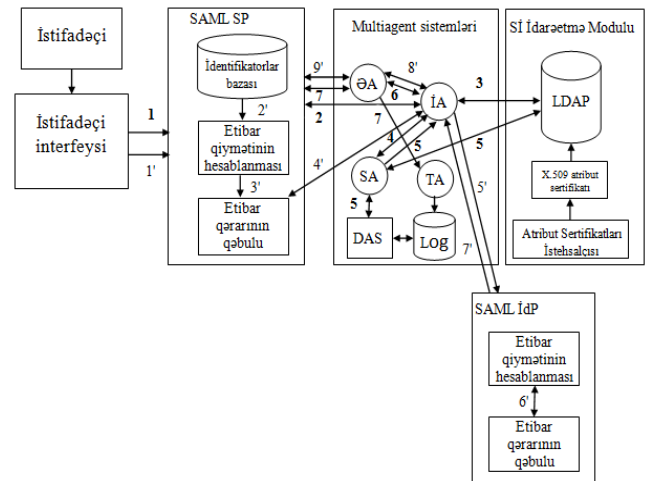 İstifadəçi
İstifadəçi
interfeysi
1
1'
SAML SP
İdentifikatorlar
bazası
2'
Etibar
qiymətinin
hesablanması
3'
Etibar
qərarının
qəbulu
Multiagent sistemləri
9'
7
2
4'
ƏA
8'
6
İA
7
4
5
SA
TA
5
DAS
Log
3
5
5'
7'
Sİ İdarəetmə Modulu
LDAP
X.509 atribut
sertifikatı
Atribut Sertifikatları
İstehsalçısı
SAML İdP
Etibar
qiymətinin
hesablanması
6'
Etibar
qərarının
qəbulu